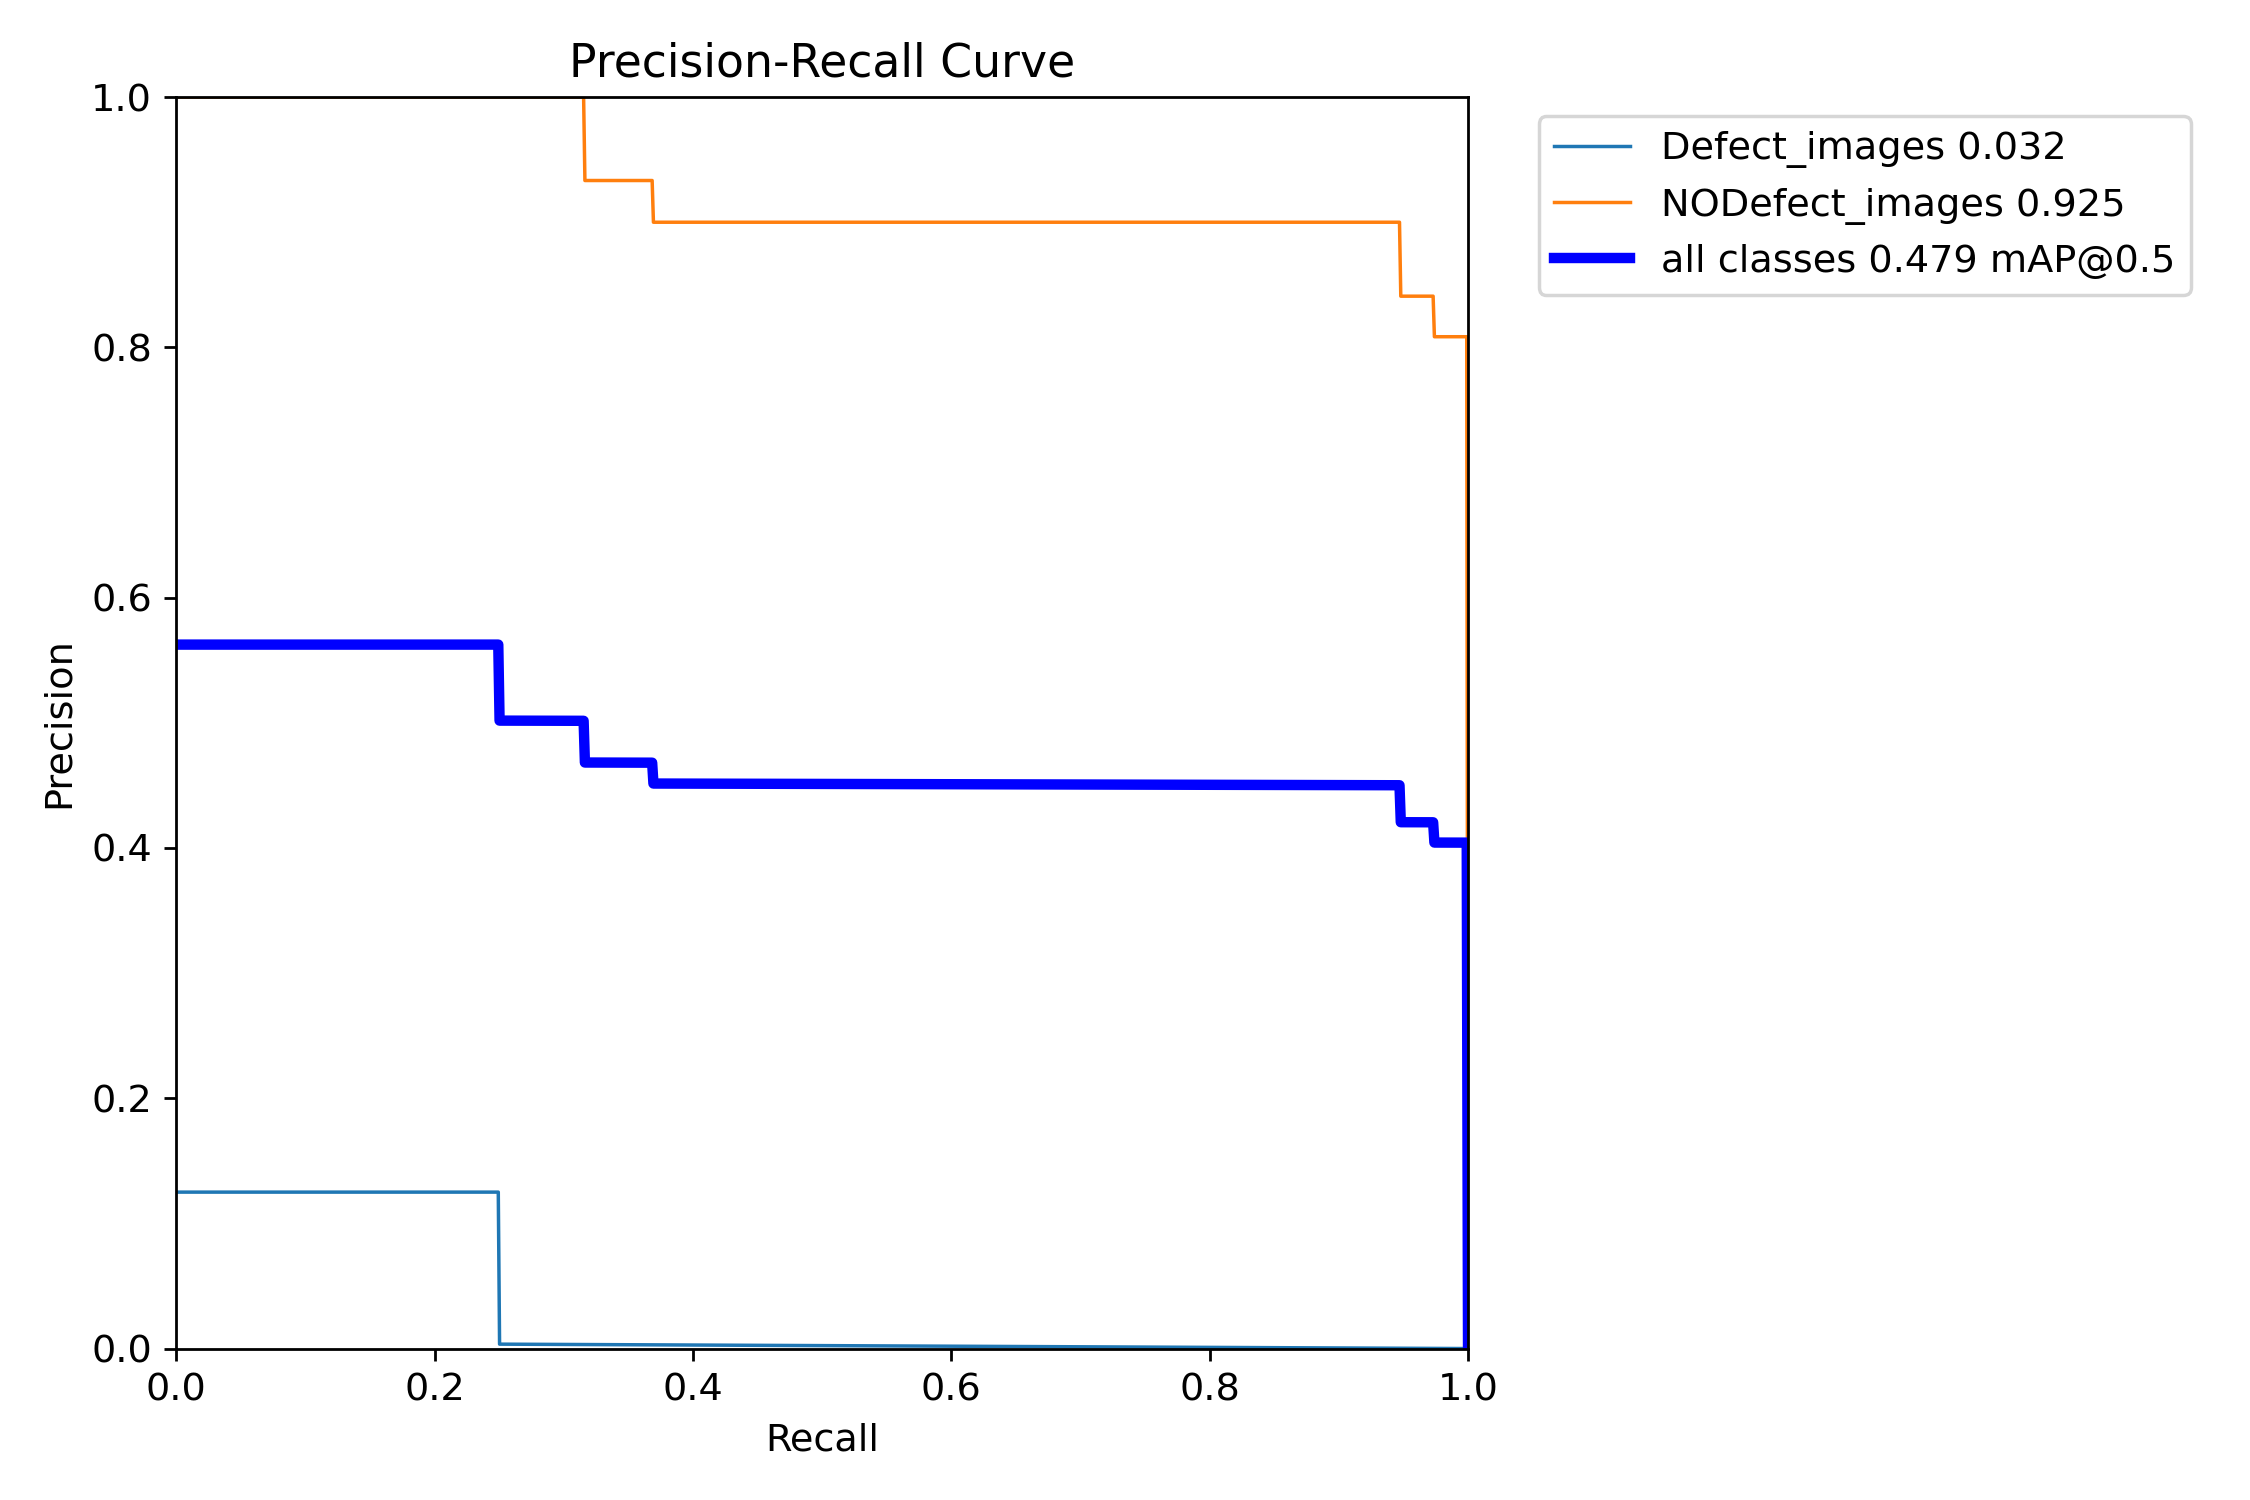 Precision-Recall Curve
Defect_images 0.032
NODefect_images 0.925
all classes 0.479 mAP@0.5
Precision
1.0
0.8
0.6
0.4
0.2
0.0
0.0 0.2 0.4 0.6 0.8 1.0
Recall